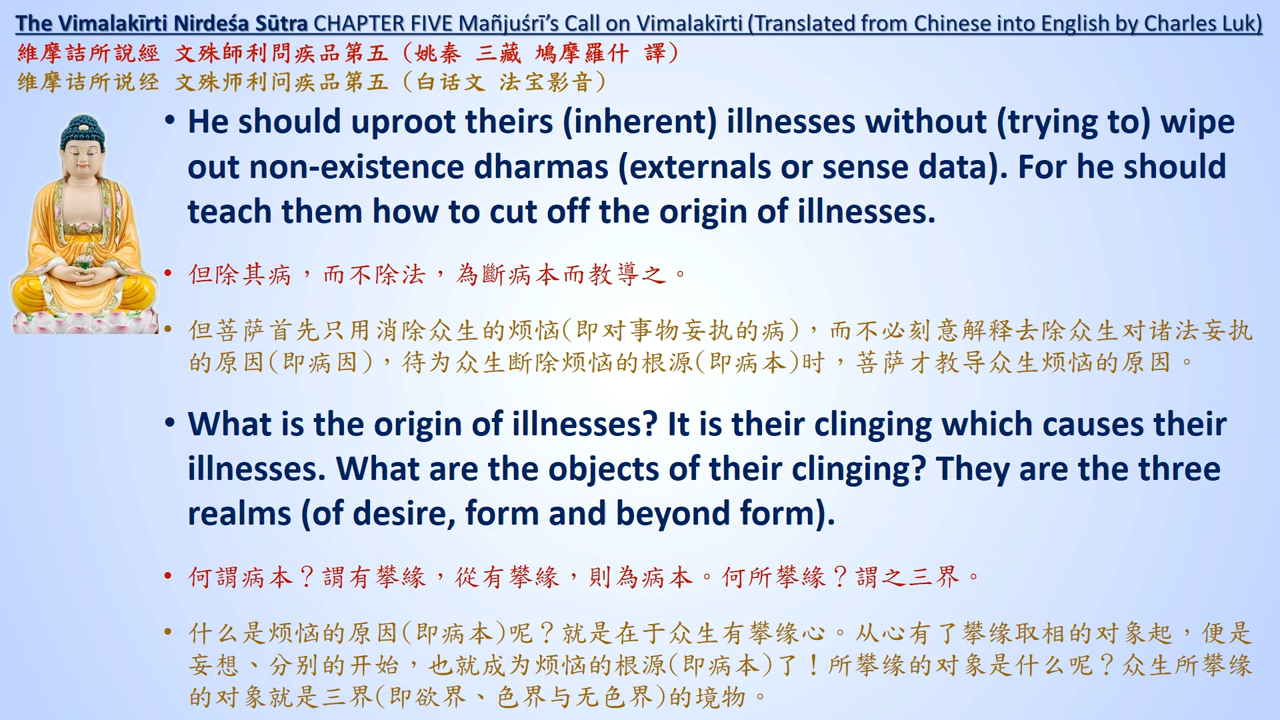 The Vimalakīrti Nirdeśa Sūtra CHAPTER FIVE Mañjuśrī’s Call on Vimalakīrti (Translated from Chinese into English by Charles Luk)
維摩詰所說經 文殊師利問疾品第五 (姚秦 三藏 鳩摩羅什 譯)
维摩诘所说经 文殊师利问疾品第五 (白话文 法宝影音)
• He should uproot theirs (inherent) illnesses without (trying to) wipe
out non-existence dharmas (externals or sense data). For he should
teach them how to cut off the origin of illnesses.
• 但除其病，而不除法，為斷病本而教導之。
• 但菩萨首先只用消除众生的烦恼(即对事物妄执的病)，而不必刻意解释去除众生对诸法妄执
的原因(即病因)，待为众生断除烦恼的根源(即病本)时，菩萨才教导众生烦恼的原因。
• What is the origin of illnesses? It is their clinging which causes their
illnesses. What are the objects of their clinging? They are the three
realms (of desire, form and beyond form).
• 何謂病本？謂有攀緣，從有攀緣，則為病本。何所攀緣？謂之三界。
• 什么是烦恼的原因(即病本)呢？就是在于众生有攀缘心。从心有了攀缘取相的对象起，便是
妄想、分别的开始，也就成为烦恼的根源(即病本)了！所攀缘的对象是什么呢？众生所攀缘
的对象就是三界(即欲界、色界与无色界)的境物。